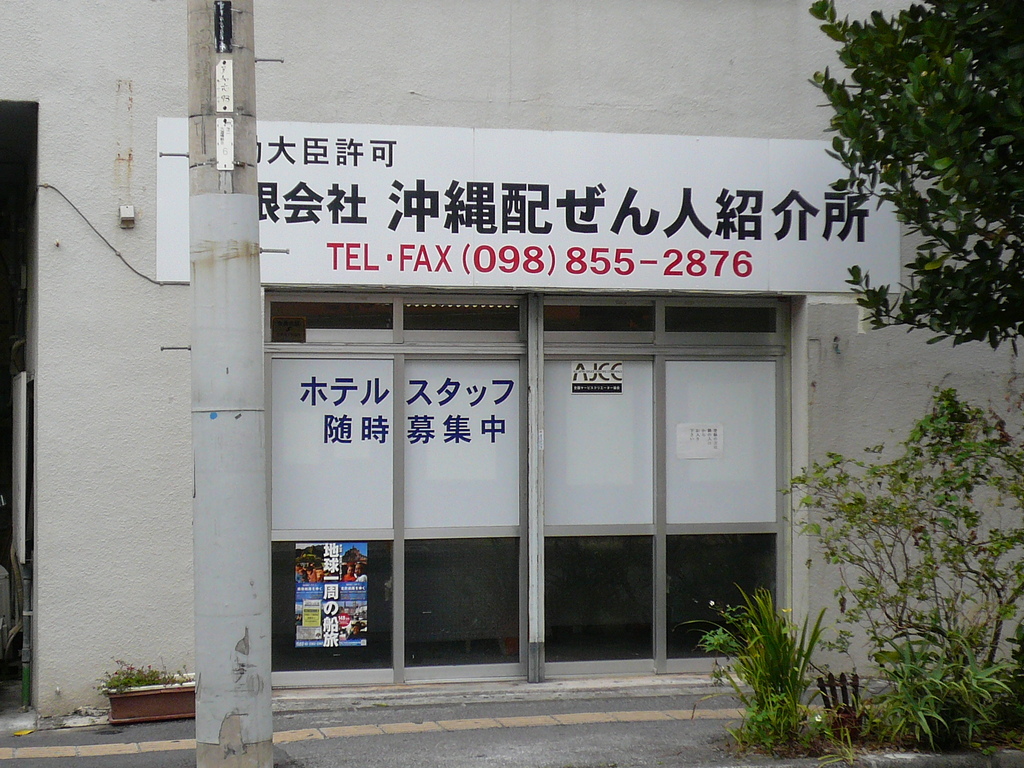 大臣許可
限会社 沖縄配ぜん人紹介所
TEL・FAX (098) 855-2876
ホテル スタッフ
随時募集中
AJCC
地球一周の船旅